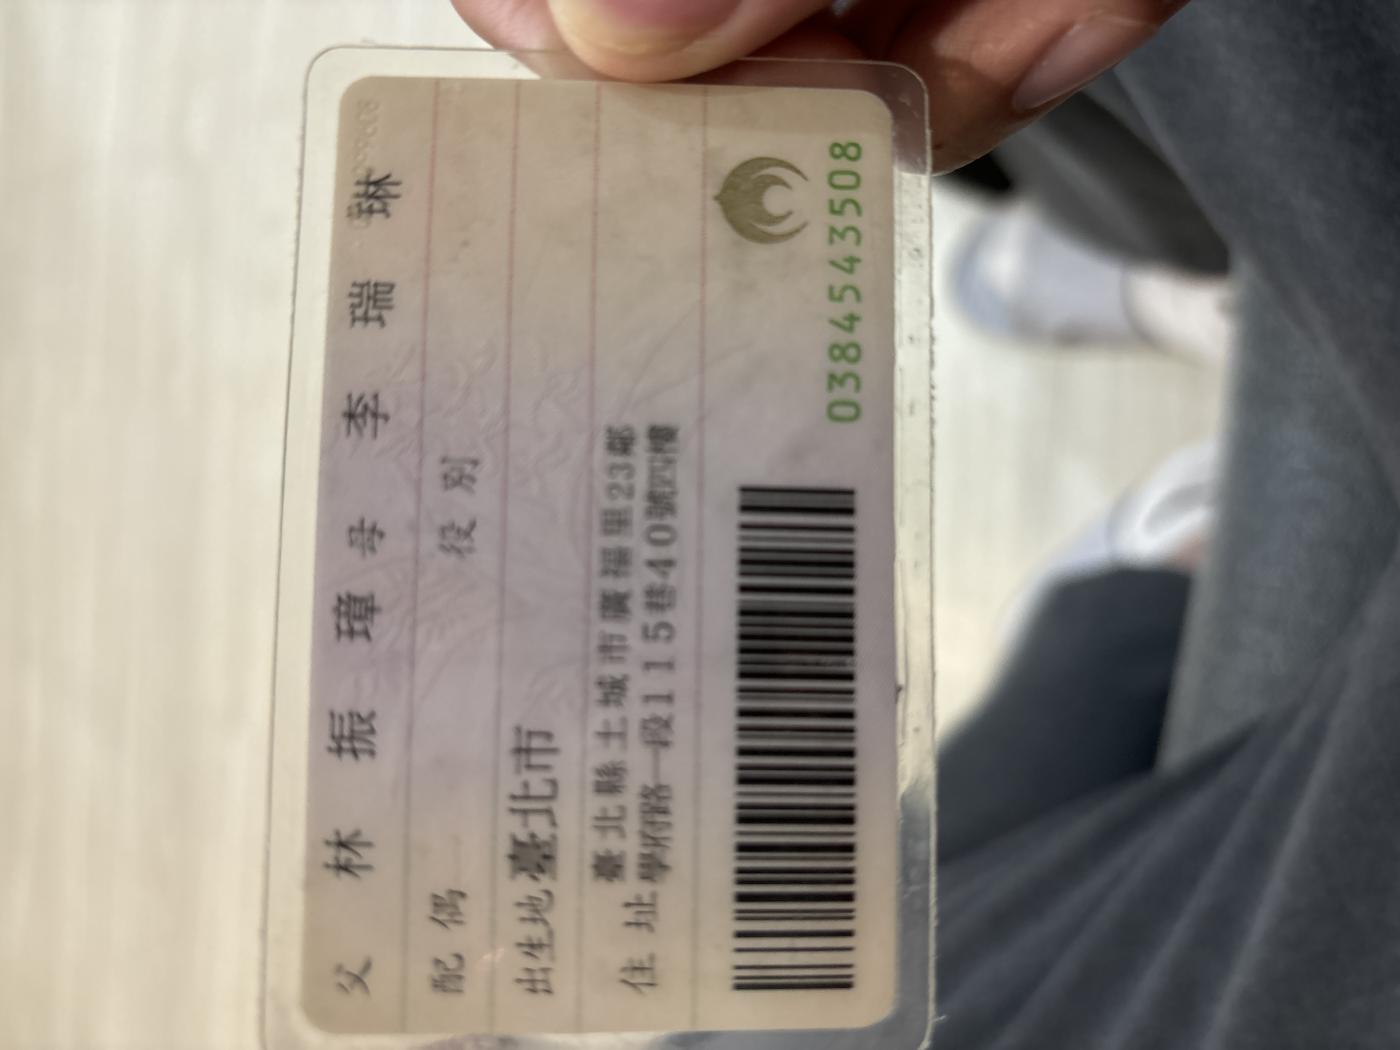 父 林 振 瑋 母 李 瑞 琳
配偶 役別
出生地 臺北市
住址 臺北縣土城市廣福里23鄰
學府路一段115巷40號四樓
0384543508